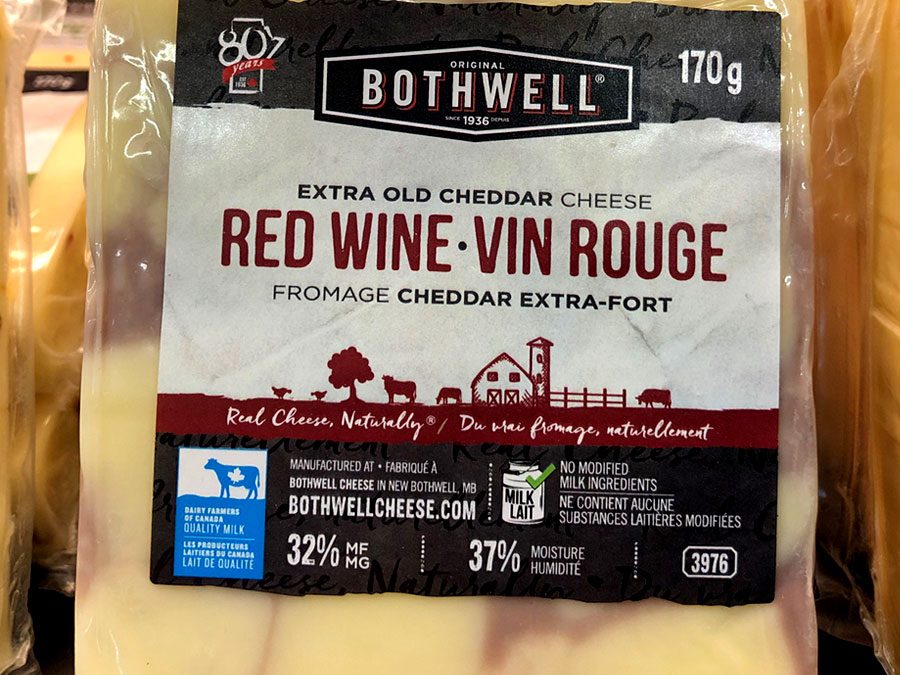 80
years
EST
1936
ORIGINAL
BOTHWELL®
SINCE 1936 DEPUIS
170g
EXTRA OLD CHEDDAR CHEESE
RED WINE • VIN ROUGE
FROMAGE CHEDDAR EXTRA-FORT
Real Cheese, Naturally® / Du vrai fromage, naturellement
DAIRY FARMERS
OF CANADA
QUALITY MILK
LES PRODUCTEURS
LAITIERS DU CANADA
LAIT DE QUALITÉ
MANUFACTURED AT • FABRIQUÉ À
BOTHWELL CHEESE IN NEW BOTHWELL, MB
BOTHWELLCHEESE.COM
MILK
LAIT
NO MODIFIED
MILK INGREDIENTS
NE CONTIENT AUCUNE
SUBSTANCES LAITIÈRES MODIFIÉES
32% MF
MG
37% MOISTURE
HUMIDITÉ
3976